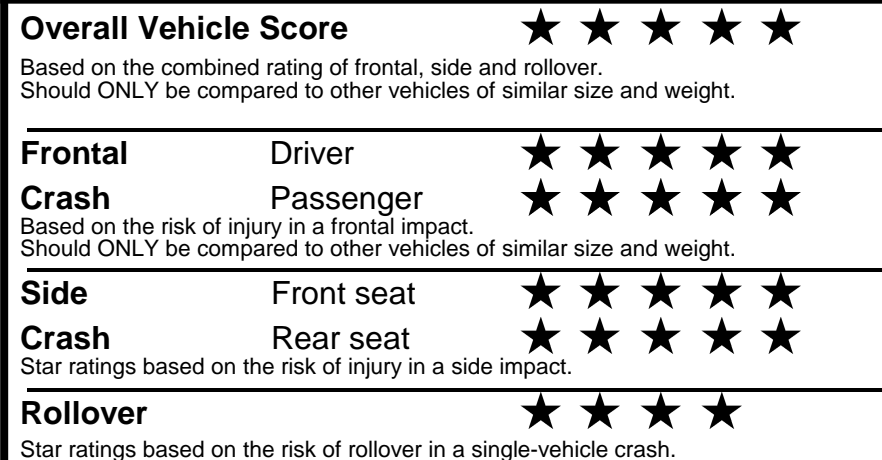 Overall Vehicle Score ★ ★ ★ ★ ★
Based on the combined rating of frontal, side and rollover.
Should ONLY be compared to other vehicles of similar size and weight.
Frontal Driver ★ ★ ★ ★ ★
Crash Passenger ★ ★ ★ ★ ★
Based on the risk of injury in a frontal impact.
Should ONLY be compared to other vehicles of similar size and weight.
Side Front seat ★ ★ ★ ★ ★
Crash Rear seat ★ ★ ★ ★ ★
Star ratings based on the risk of injury in a side impact.
Rollover ★ ★ ★ ★
Star ratings based on the risk of rollover in a single-vehicle crash.